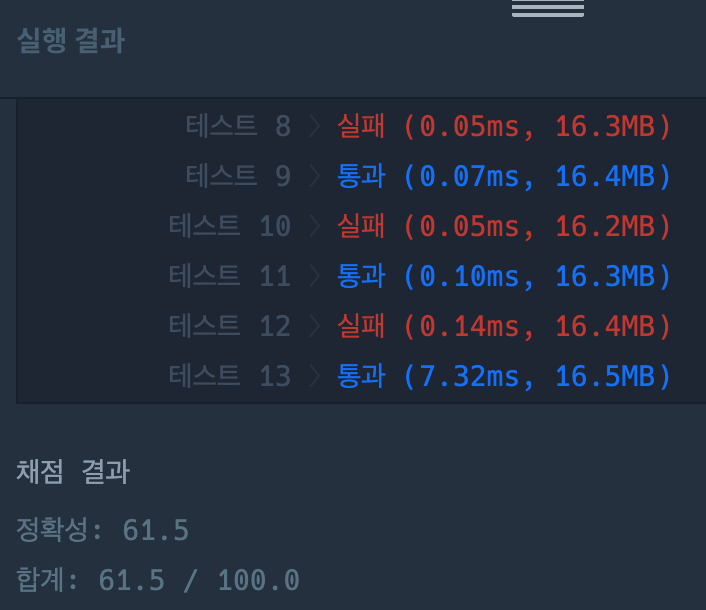 실행 결과
테스트 8 〉 실패 (0.05ms, 16.3MB)
테스트 9 〉 통과 (0.07ms, 16.4MB)
테스트 10 〉 실패 (0.05ms, 16.2MB)
테스트 11 〉 통과 (0.10ms, 16.3MB)
테스트 12 〉 실패 (0.14ms, 16.4MB)
테스트 13 〉 통과 (7.32ms, 16.5MB)
채점 결과
정확성: 61.5
합계: 61.5 / 100.0